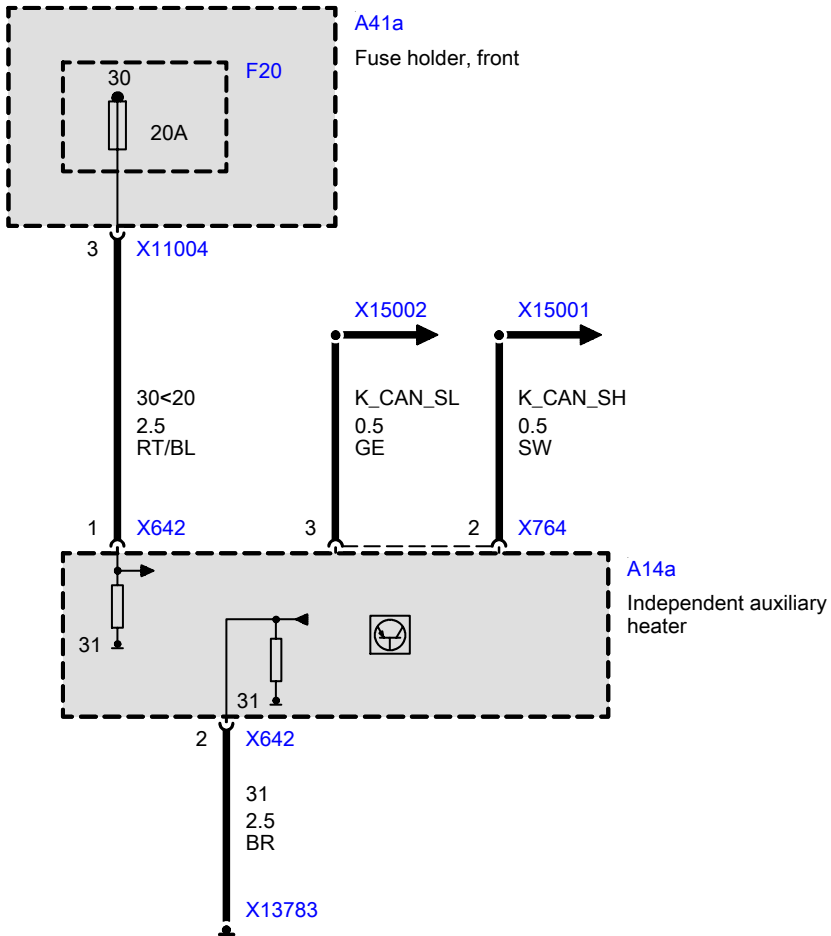 A41a
Fuse holder, front
F20
30
20A
3 X11004
X15002
X15001
30<20
2.5
RT/BL
K_CAN_SL
0.5
GE
K_CAN_SH
0.5
SW
1 X642
3
2 X764
A14a
Independent auxiliary
heater
31
31
2 X642
31
2.5
BR
X13783